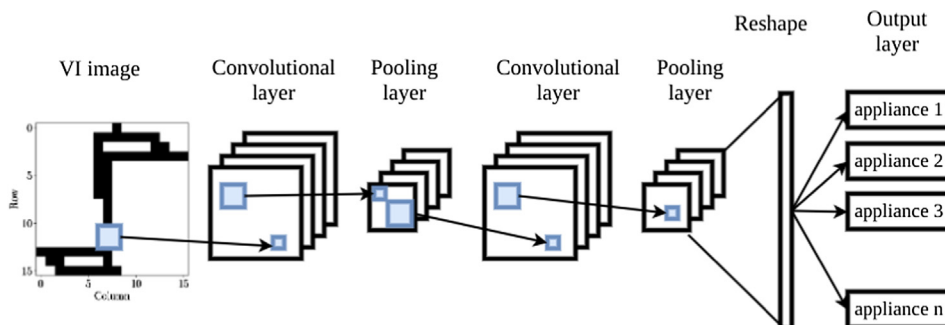 Reshape
Output
layer
VI image
Convolutional
layer
Pooling
layer
Convolutional
layer
Pooling
layer
appliance 1
appliance 2
appliance 3
appliance n
0
5
10
15
Row
0
5
10
15
Column